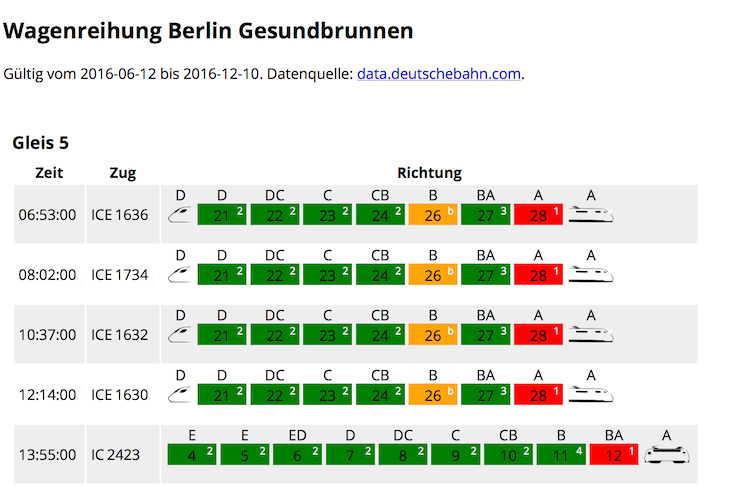 Wagenreihung Berlin Gesundbrunnen
Gültig vom 2016-06-12 bis 2016-12-10. Datenquelle: data.deutschebahn.com.
Gleis 5
Zeit Zug Richtung
D D DC C CB B BA A A
06:53:00 ICE 1636 21 2 22 2 23 2 24 2 26 b 27 3 28 1
D D DC C CB B BA A A
08:02:00 ICE 1734 21 2 22 2 23 2 24 2 26 b 27 3 28 1
D D DC C CB B BA A A
10:37:00 ICE 1632 21 2 22 2 23 2 24 2 26 b 27 3 28 1
D D DC C CB B BA A A
12:14:00 ICE 1630 21 2 22 2 23 2 24 2 26 b 27 3 28 1
E E ED D DC C CB B BA A
13:55:00 IC 2423 4 2 5 2 6 2 7 2 8 2 9 2 10 2 11 4 12 1